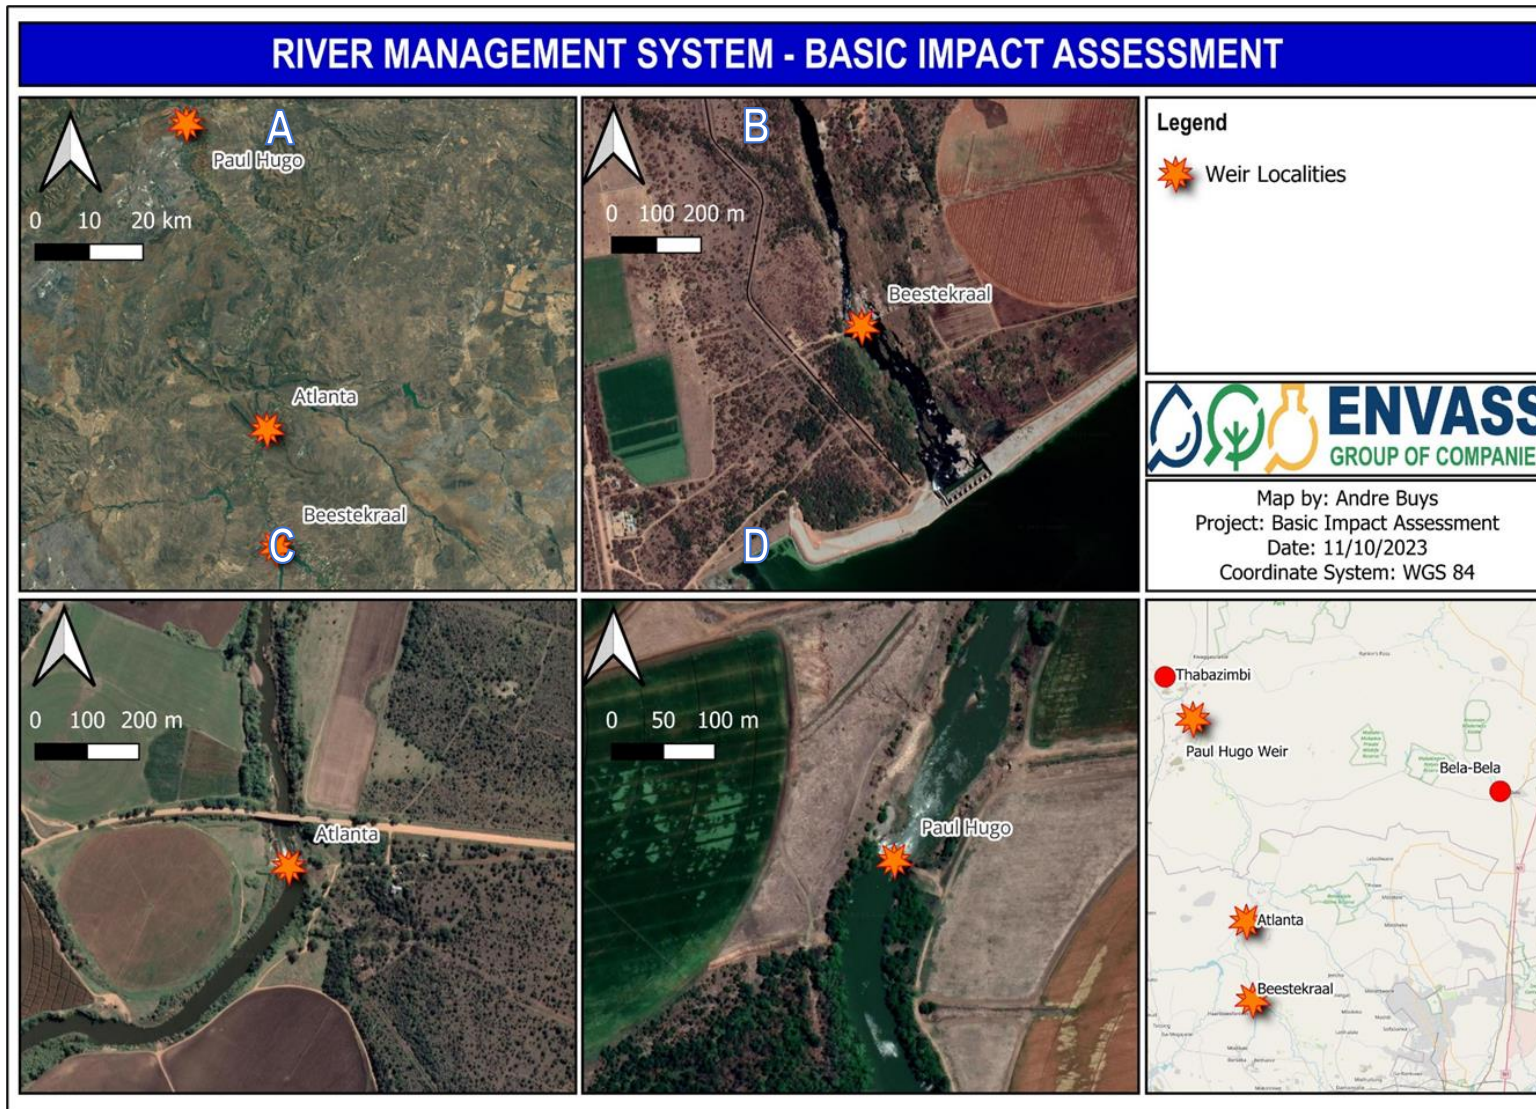 RIVER MANAGEMENT SYSTEM - BASIC IMPACT ASSESSMENT
A
Paul Hugo
0 10 20 km
Atlanta
Beestekraal
C
B
0 100 200 m
Beestekraal
D
Legend
Weir Localities
ENVASS
GROUP OF COMPANIE
Map by: Andre Buys
Project: Basic Impact Assessment
Date: 11/10/2023
Coordinate System: WGS 84
0 100 200 m
Atlanta
0 50 100 m
Paul Hugo
Thabazimbi
Paul Hugo Weir
Bela-Bela
Atlanta
Beestekraal